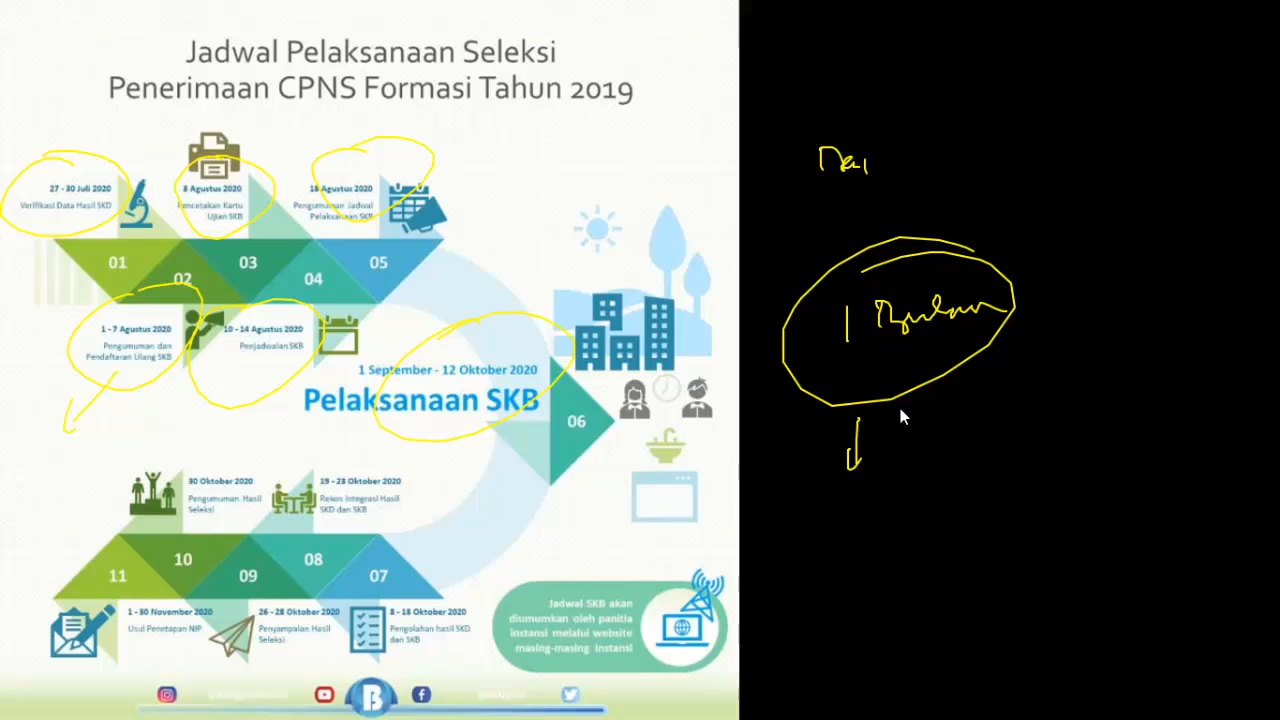 Jadwal Pelaksanaan Seleksi
Penerimaan CPNS Formasi Tahun 2019
27 - 30 Juli 2020
Verifikasi Data Hasil SKD
8 Agustus 2020
Pencetakan Kartu
Ujian SKB
18 Agustus 2020
Pengumuman Jadwal
Pelaksanaan SKB
01
02
03
04
05
1 - 7 Agustus 2020
Pengumuman dan
Pendaftaran Ulang SKB
10 - 14 Agustus 2020
Penjadwalan SKB
1 September - 12 Oktober 2020
Pelaksanaan SKB
06
30 Oktober 2020
Pengumuman Hasil
Seleksi
19 - 23 Oktober 2020
Rekon Integrasi Hasil
SKD dan SKB
11
10
09
08
07
1 - 30 November 2020
Usul Penetapan NIP
26 - 28 Oktober 2020
Penyampaian Hasil
Seleksi
8 - 18 Oktober 2020
Pengolahan hasil SKD
dan SKB
Jadwal SKB akan
diumumkan oleh panitia
instansi melalui website
masing-masing instansi
1 Bulan